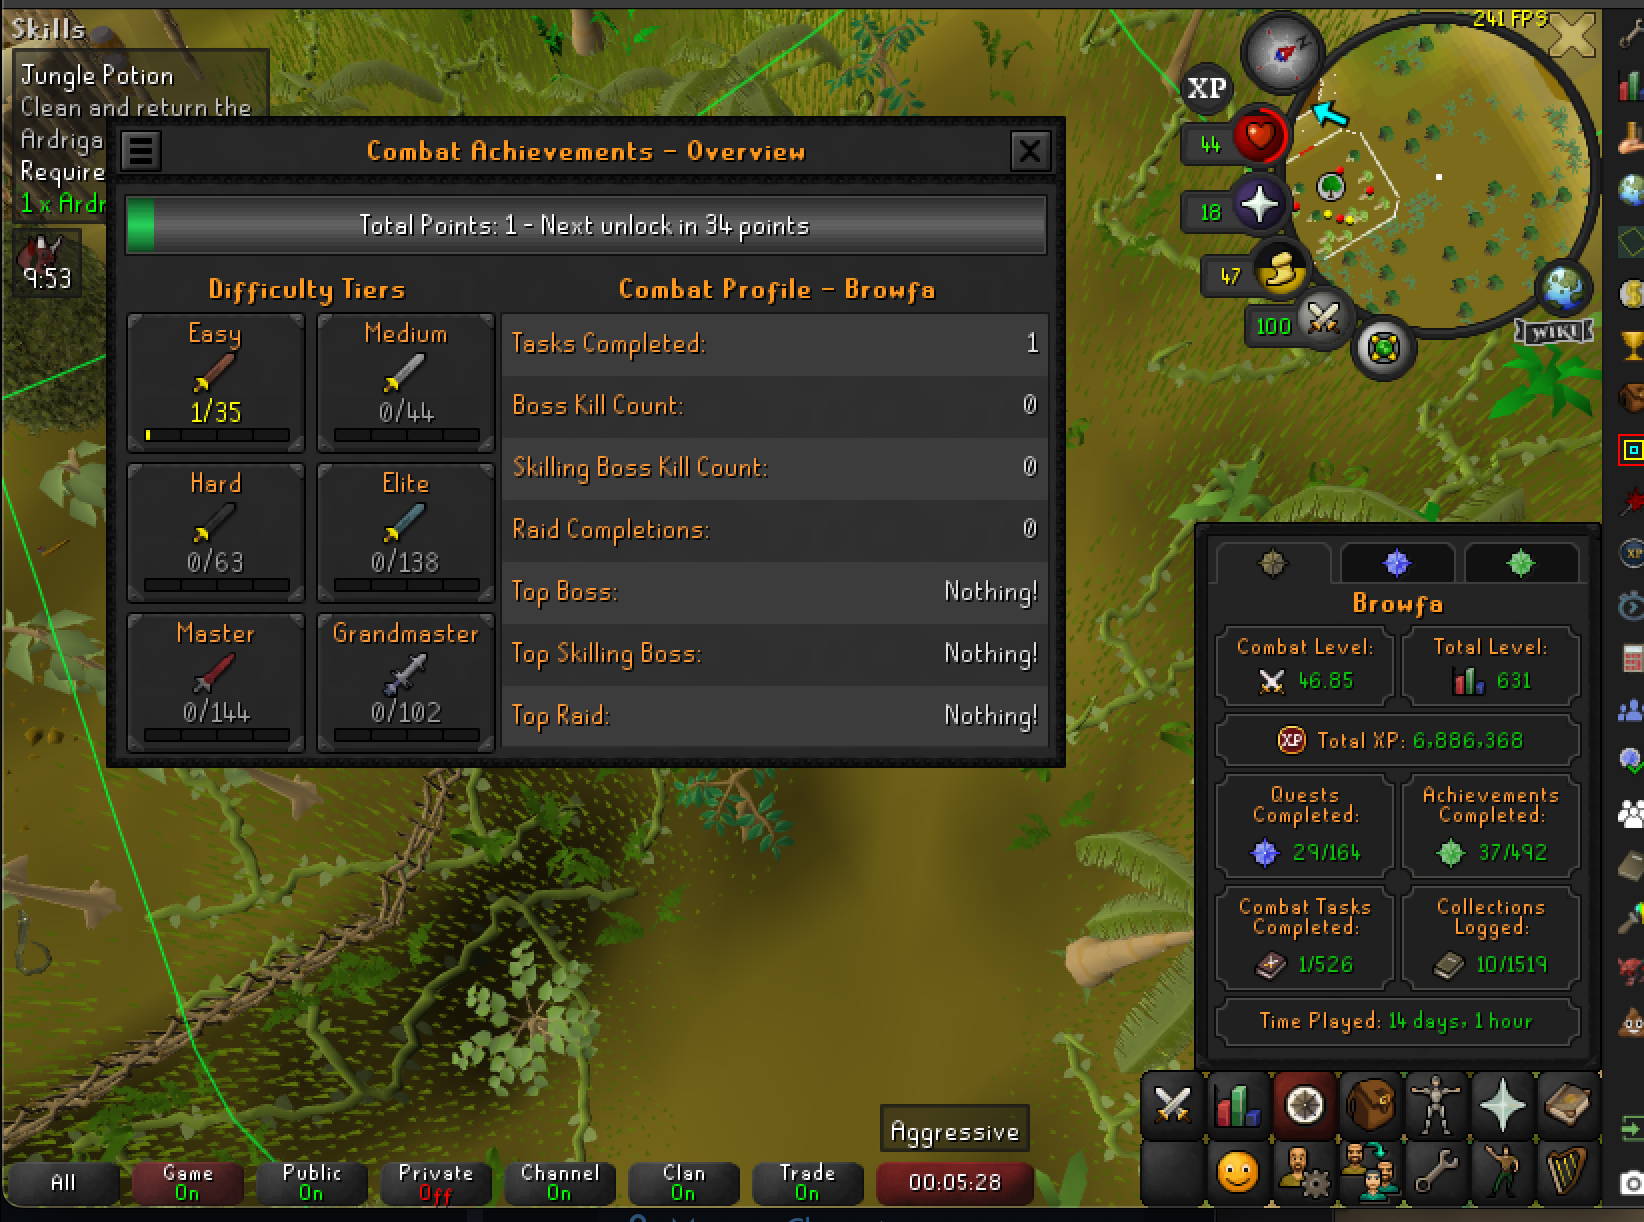 241 FPS
Skills
Jungle Potion
Clean and return the
Ardriga
Require
1 x Ardr
9:53
XP
44
18
47
100
WIKI
Combat Achievements - Overview
Total Points: 1 - Next unlock in 34 points
Difficulty Tiers
Easy
1/35
Medium
0/44
Hard
0/63
Elite
0/138
Master
0/144
Grandmaster
0/102
Combat Profile - Browfa
Tasks Completed: 1
Boss Kill Count: 0
Skilling Boss Kill Count: 0
Raid Completions: 0
Top Boss: Nothing!
Top Skilling Boss: Nothing!
Top Raid: Nothing!
Browfa
Combat Level:
46.85
Total Level:
631
XP Total XP: 6,886,368
Quests
Completed:
29/164
Achievements
Completed:
37/492
Combat Tasks
Completed:
1/526
Collections
Logged:
10/1519
Time Played: 14 days, 1 hour
XP
Aggressive
All
Game
On
Public
On
Private
Off
Channel
On
Clan
On
Trade
On
00:05:28